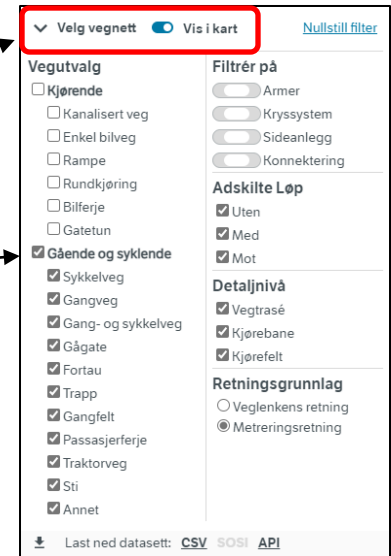 Velg vegnett Vis i kart Nullstill filter
Vegutvalg
Kjørende
Kanalisert veg
Enkel bilveg
Rampe
Rundkjøring
Bilferje
Gatetun
Gående og syklende
Sykkelveg
Gangveg
Gang- og sykkelveg
Gågate
Fortau
Trapp
Gangfelt
Passasjerferje
Traktorveg
Sti
Annet
Filtrér på
Armer
Kryssystem
Sideanlegg
Konnektering
Adskilte Løp
Uten
Med
Mot
Detaljnivå
Vegtrasé
Kjørebane
Kjørefelt
Retningsgrunnlag
Veglenkens retning
Metreringsretning
Last ned datasett: CSV SOSI API